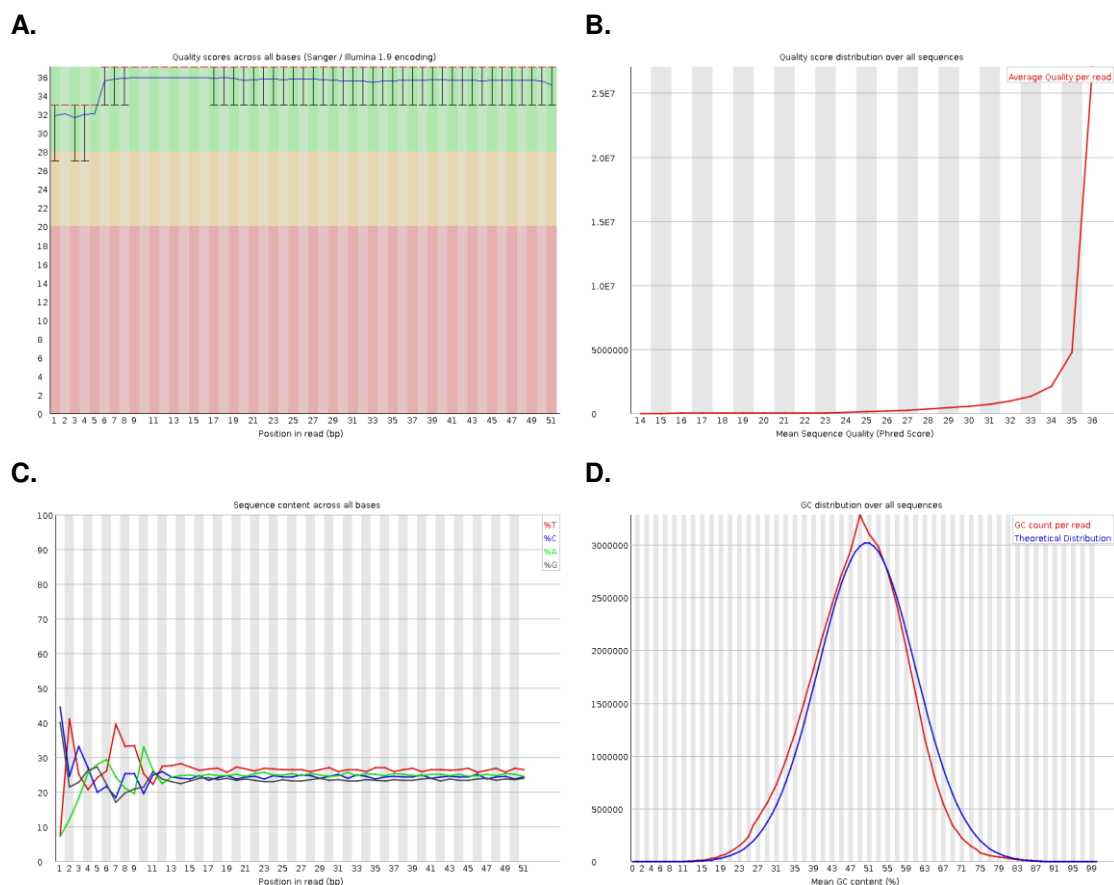 A.
Quality scores across all bases (Sanger / Illumina 1.9 encoding)
36
34
32
30
28
26
24
22
20
18
16
14
12
10
8
6
4
2
0
1 2 3 4 5 6 7 8 9 11 13 15 17 19 21 23 25 27 29 31 33 35 37 39 41 43 45 47 49 51
Position in read (bp)
B.
Quality score distribution over all sequences
Average Quality per read
2.5E7
2.0E7
1.5E7
1.0E7
5000000
0
14 15 16 17 18 19 20 21 22 23 24 25 26 27 28 29 30 31 32 33 34 35 36
Mean Sequence Quality (Phred Score)
C.
Sequence content across all bases
%T
%C
%A
%G
100
90
80
70
60
50
40
30
20
10
0
1 2 3 4 5 6 7 8 9 11 13 15 17 19 21 23 25 27 29 31 33 35 37 39 41 43 45 47 49 51
Position in read (bp)
D.
GC distribution over all sequences
GC count per read
Theoretical Distribution
3000000
2500000
2000000
1500000
1000000
500000
0
0 2 4 6 8 11 15 19 23 27 31 35 39 43 47 51 55 59 63 67 71 75 79 83 87 91 95 99
Mean GC content (%)